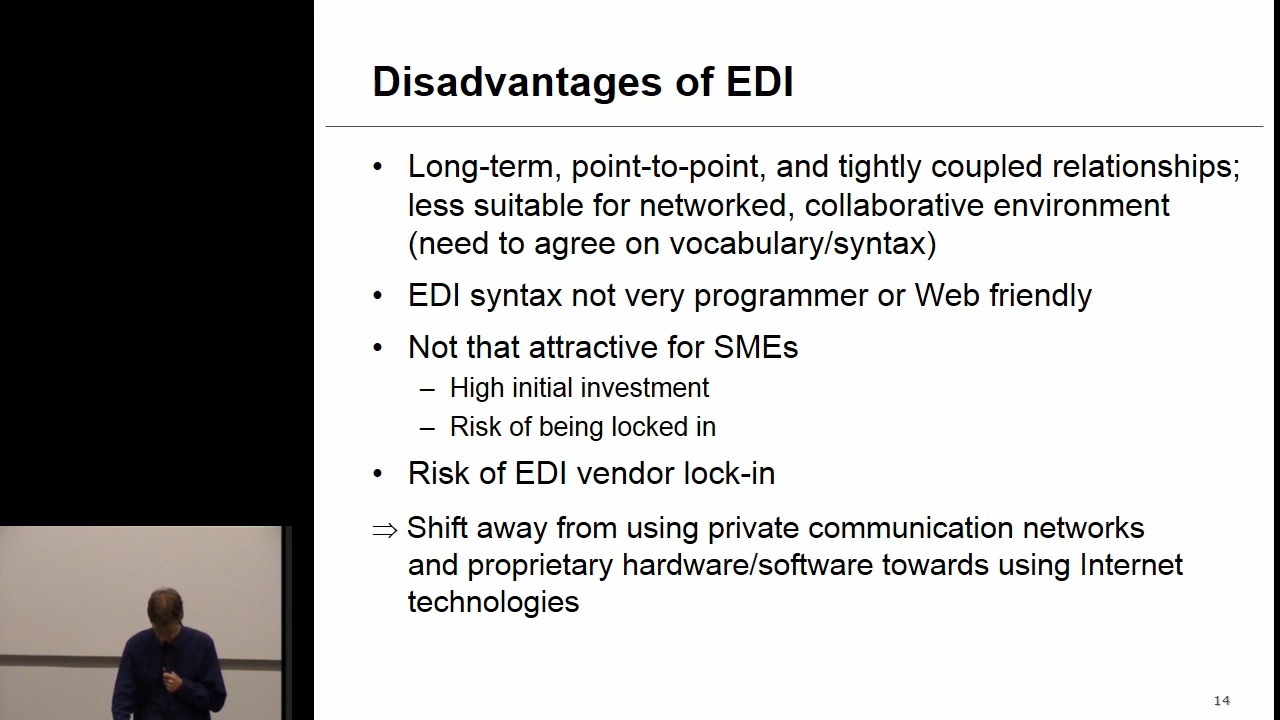 Disadvantages of EDI
• Long-term, point-to-point, and tightly coupled relationships;
less suitable for networked, collaborative environment
(need to agree on vocabulary/syntax)
• EDI syntax not very programmer or Web friendly
• Not that attractive for SMEs
– High initial investment
– Risk of being locked in
• Risk of EDI vendor lock-in
⇒ Shift away from using private communication networks
and proprietary hardware/software towards using Internet
technologies
14